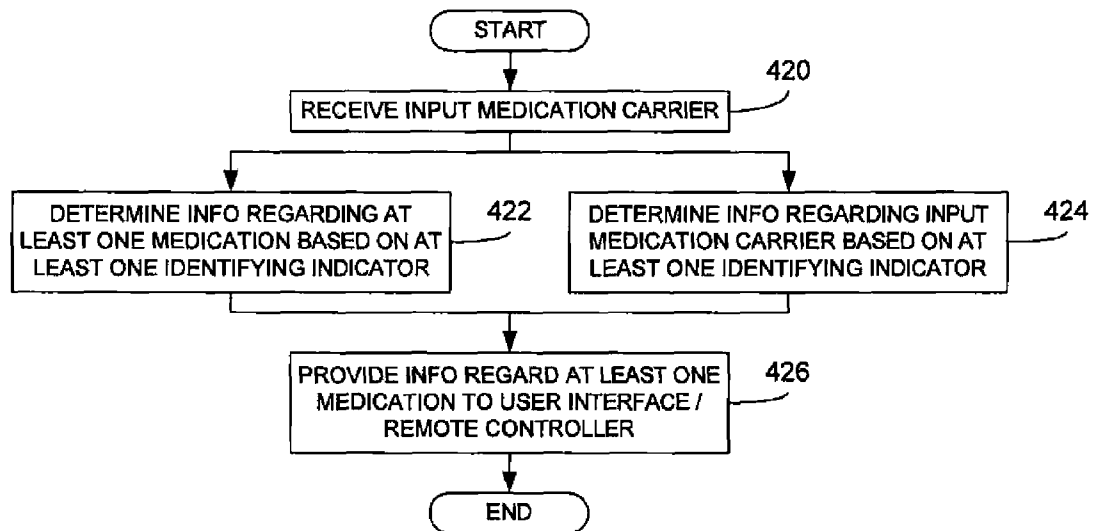 START
420
RECEIVE INPUT MEDICATION CARRIER
DETERMINE INFO REGARDING AT
LEAST ONE MEDICATION BASED ON AT
LEAST ONE IDENTIFYING INDICATOR
422
DETERMINE INFO REGARDING INPUT
MEDICATION CARRIER BASED ON AT
LEAST ONE IDENTIFYING INDICATOR
424
PROVIDE INFO REGARD AT LEAST ONE
MEDICATION TO USER INTERFACE /
REMOTE CONTROLLER
426
END